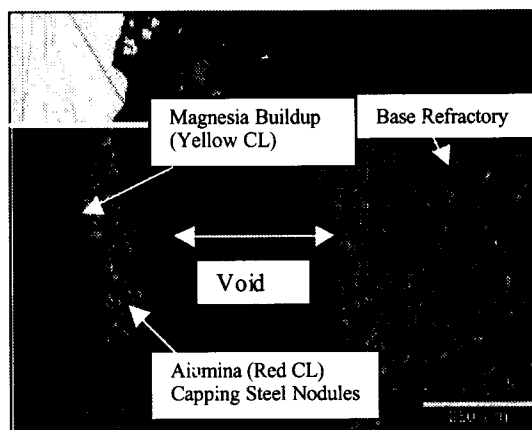 Magnesia Buildup
(Yellow CL)
Base Refractory
Void
Alumina (Red CL)
Capping Steel Nodules